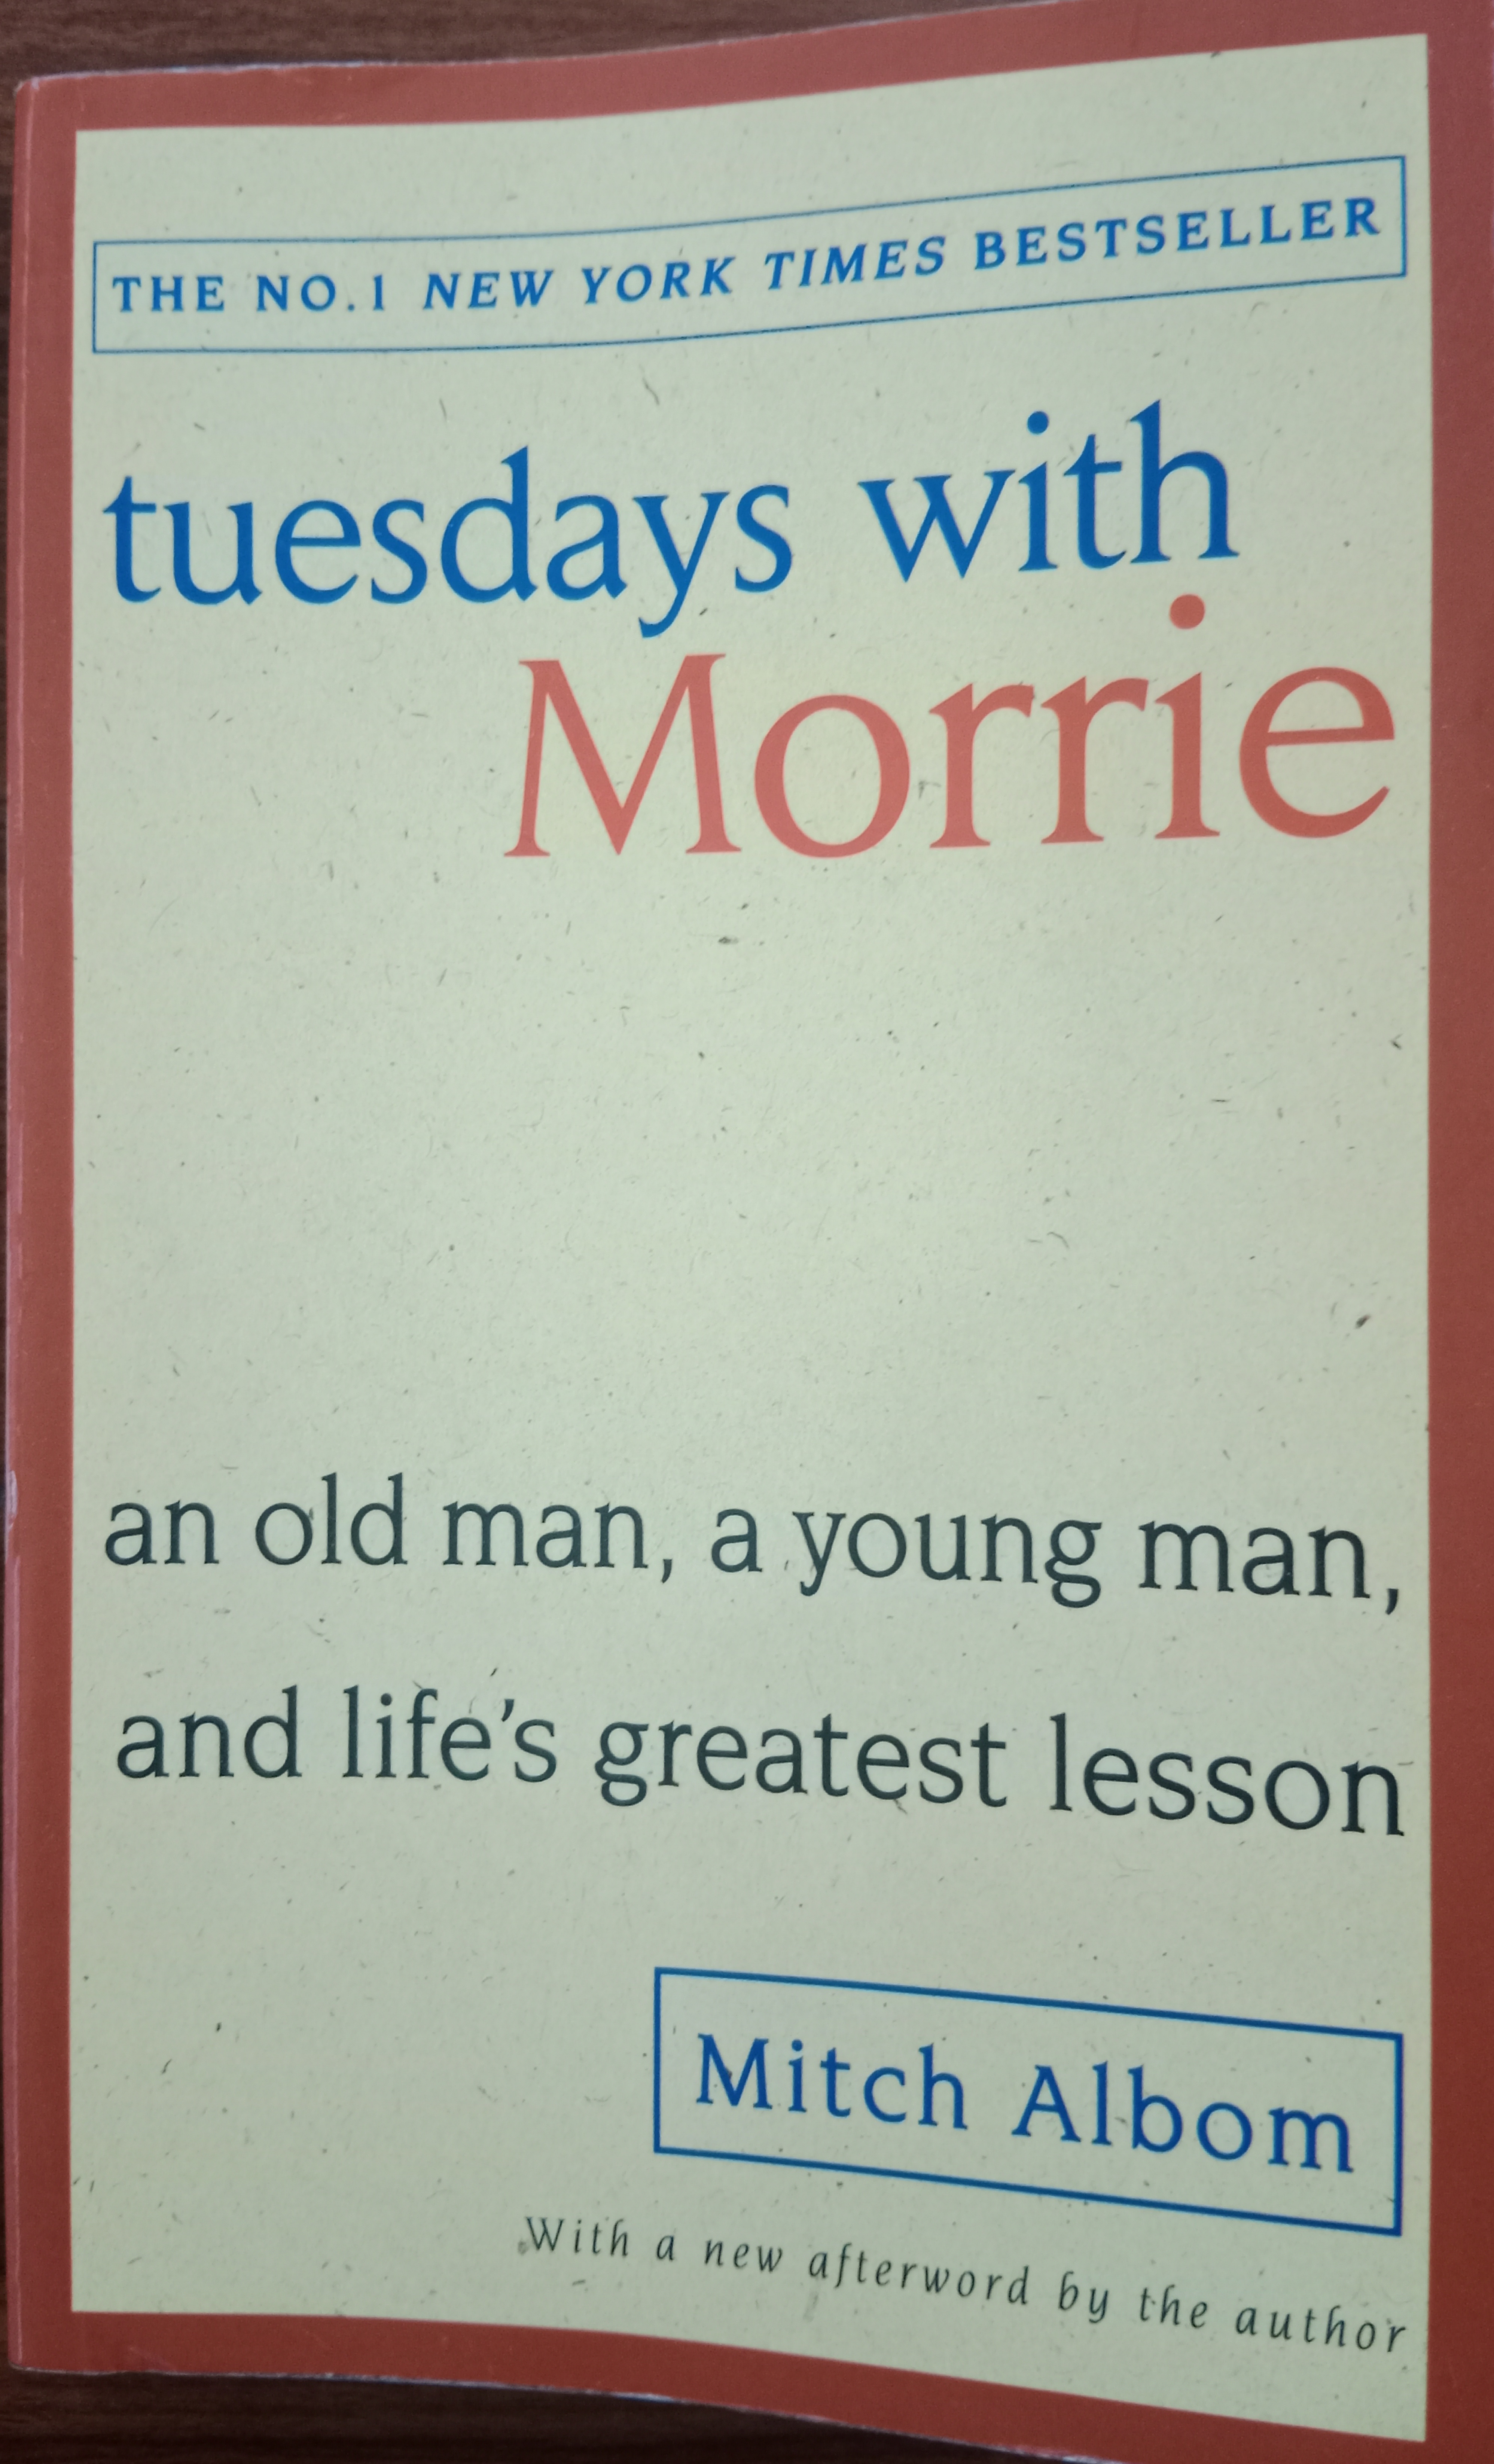 THE NO.1 NEW YORK TIMES BESTSELLER
tuesdays with
Morrie
an old man, a young man,
and life's greatest lesson
Mitch Albom
With a new afterword by the author